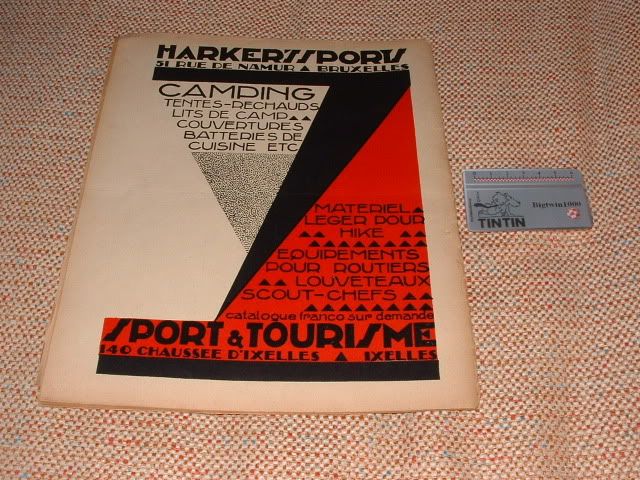 HARKER'S SPORTS
51 RUE DE NAMUR ▲ BRUXELLES
CAMPING
TENTES-RECHAUDS
LITS DE CAMP ▲▲
COUVERTURES
BATTERIES DE
CUISINE ETC
MATERIEL ▲
LEGER POUR
HIKE
EQUIPEMENTS
POUR ROUTIERS
▲▲ LOUVETEAUX
SCOUT-CHEFS ▲▲
catalogue franco sur demande
SPORT & TOURISME
140 CHAUSSEE D'IXELLES ▲ IXELLES
Bigtwin1000
TINTIN